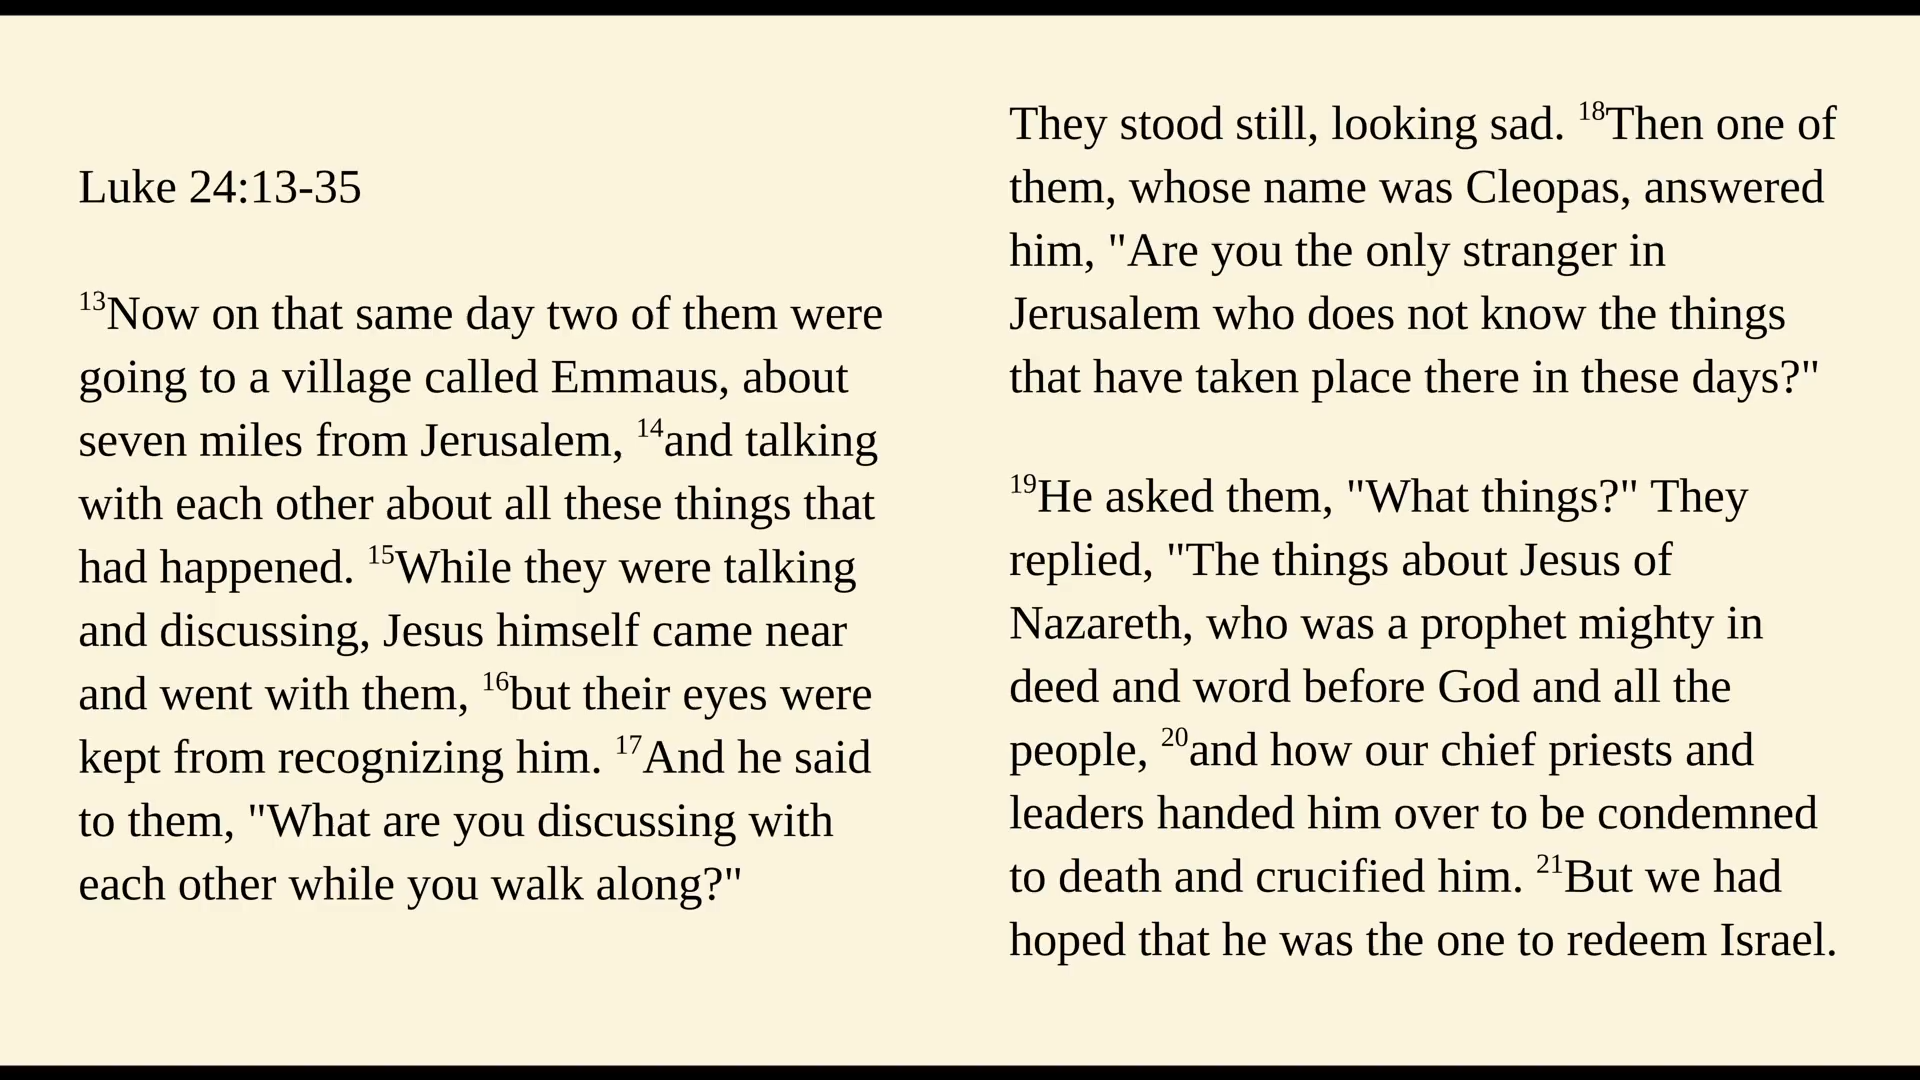 Luke 24:13-35
13Now on that same day two of them were
going to a village called Emmaus, about
seven miles from Jerusalem, 14and talking
with each other about all these things that
had happened. 15While they were talking
and discussing, Jesus himself came near
and went with them, 16but their eyes were
kept from recognizing him. 17And he said
to them, "What are you discussing with
each other while you walk along?"
They stood still, looking sad. 18Then one of
them, whose name was Cleopas, answered
him, "Are you the only stranger in
Jerusalem who does not know the things
that have taken place there in these days?"
19He asked them, "What things?" They
replied, "The things about Jesus of
Nazareth, who was a prophet mighty in
deed and word before God and all the
people, 20and how our chief priests and
leaders handed him over to be condemned
to death and crucified him. 21But we had
hoped that he was the one to redeem Israel.